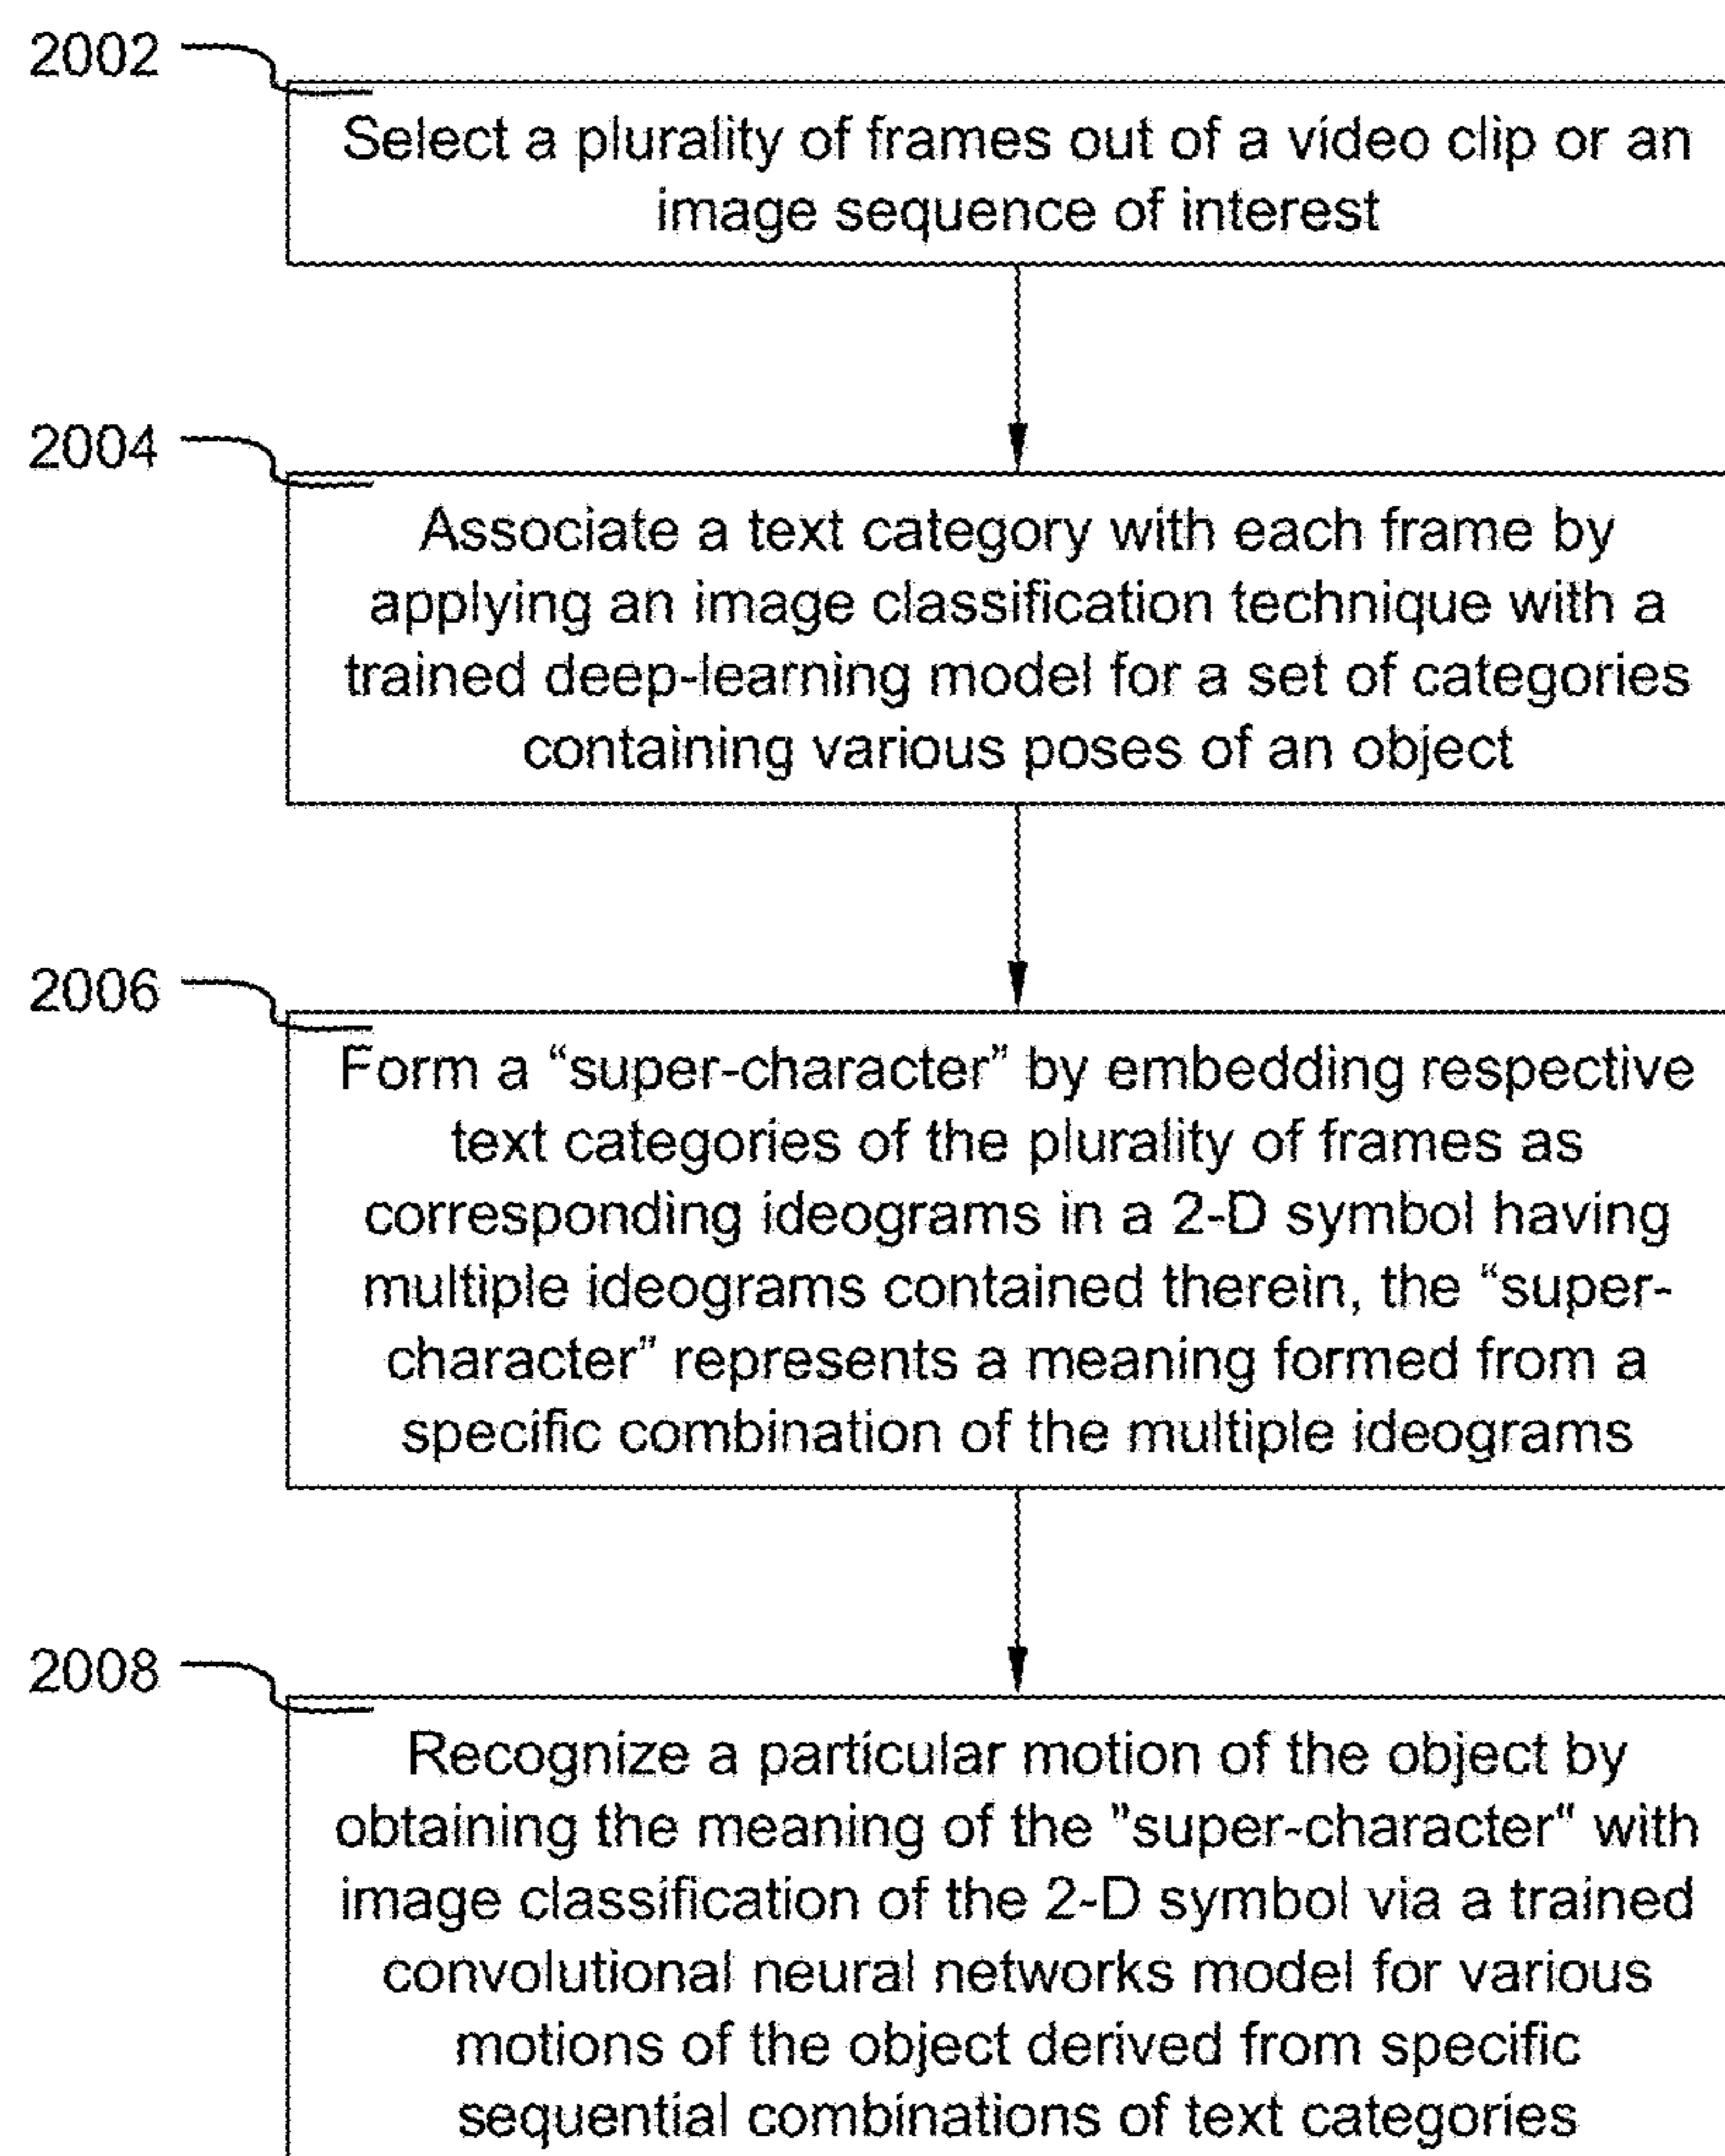 2002
Select a plurality of frames out of a video clip or an
image sequence of interest
2004
Associate a text category with each frame by
applying an image classification technique with a
trained deep-learning model for a set of categories
containing various poses of an object
2006
Form a “super-character” by embedding respective
text categories of the plurality of frames as
corresponding ideograms in a 2-D symbol having
multiple ideograms contained therein, the “super-
character” represents a meaning formed from a
specific combination of the multiple ideograms
2008
Recognize a particular motion of the object by
obtaining the meaning of the "super-character" with
image classification of the 2-D symbol via a trained
convolutional neural networks model for various
motions of the object derived from specific
sequential combinations of text categories